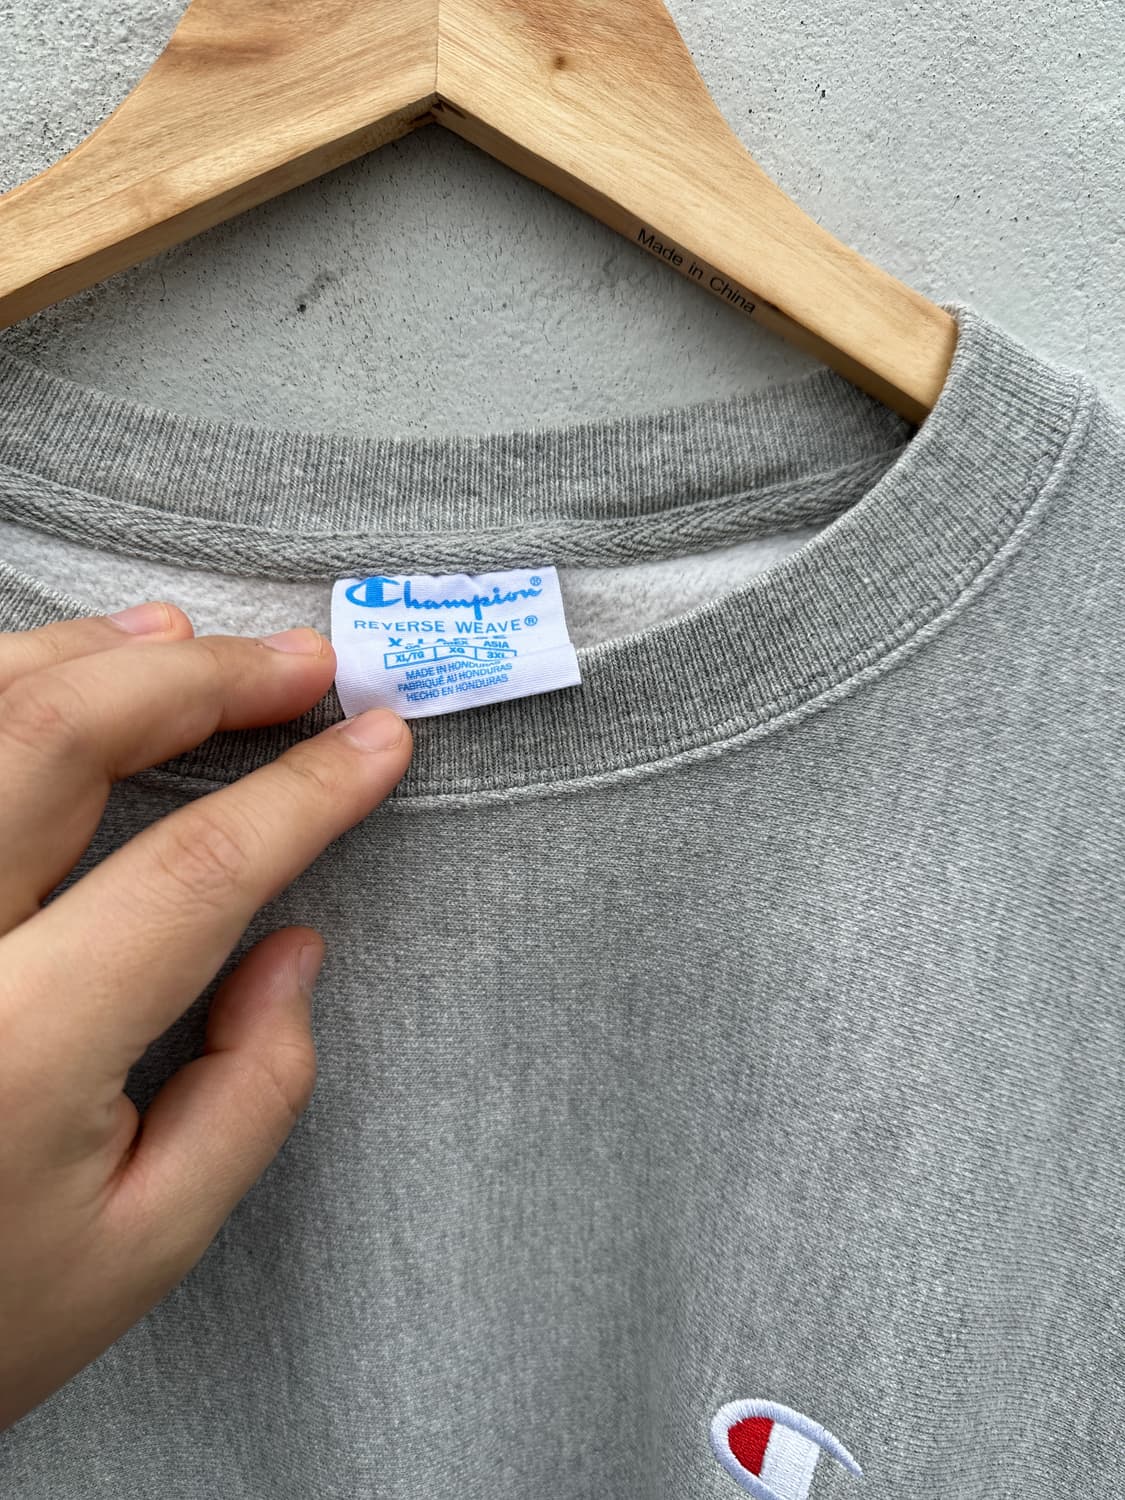 Made in China
Champion®
REVERSE WEAVE®
ASIA
XL/TG XG 3XL
MADE IN HONDURAS
FABRIQUÉ AU HONDURAS
HECHO EN HONDURAS